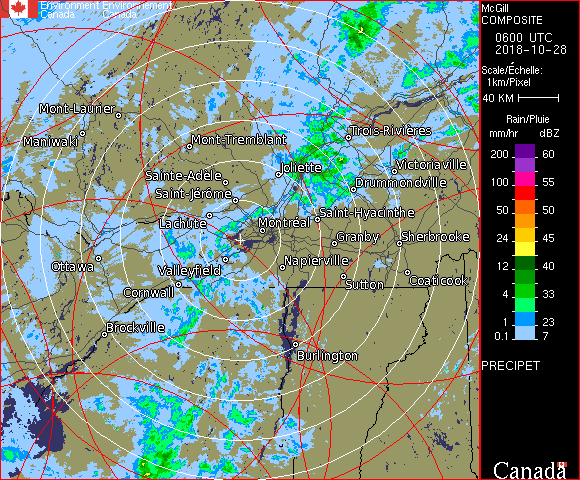 Environment Environnement
Canada Canada
McGill
COMPOSITE
0600 UTC
2018-10-28
Scale/Échelle:
1km/Pixel
40 KM
Rain/Pluie
mm/hr dBZ
200 60
100 55
50 50
24 45
12 40
4 33
1 23
0.1 7
PRECIPET
Canada
Mont-Laurier
Maniwaki
Trois-Rivières
Mont-Tremblant
Joliette
Victoriaville
Sainte-Adèle
Drummondville
Saint-Jérôme
Saint-Hyacinthe
Lachute
Montréal
Granby
Sherbrooke
Ottawa
Napierville
Valleyfield
Coaticook
Sutton
Cornwall
Brockville
Burlington